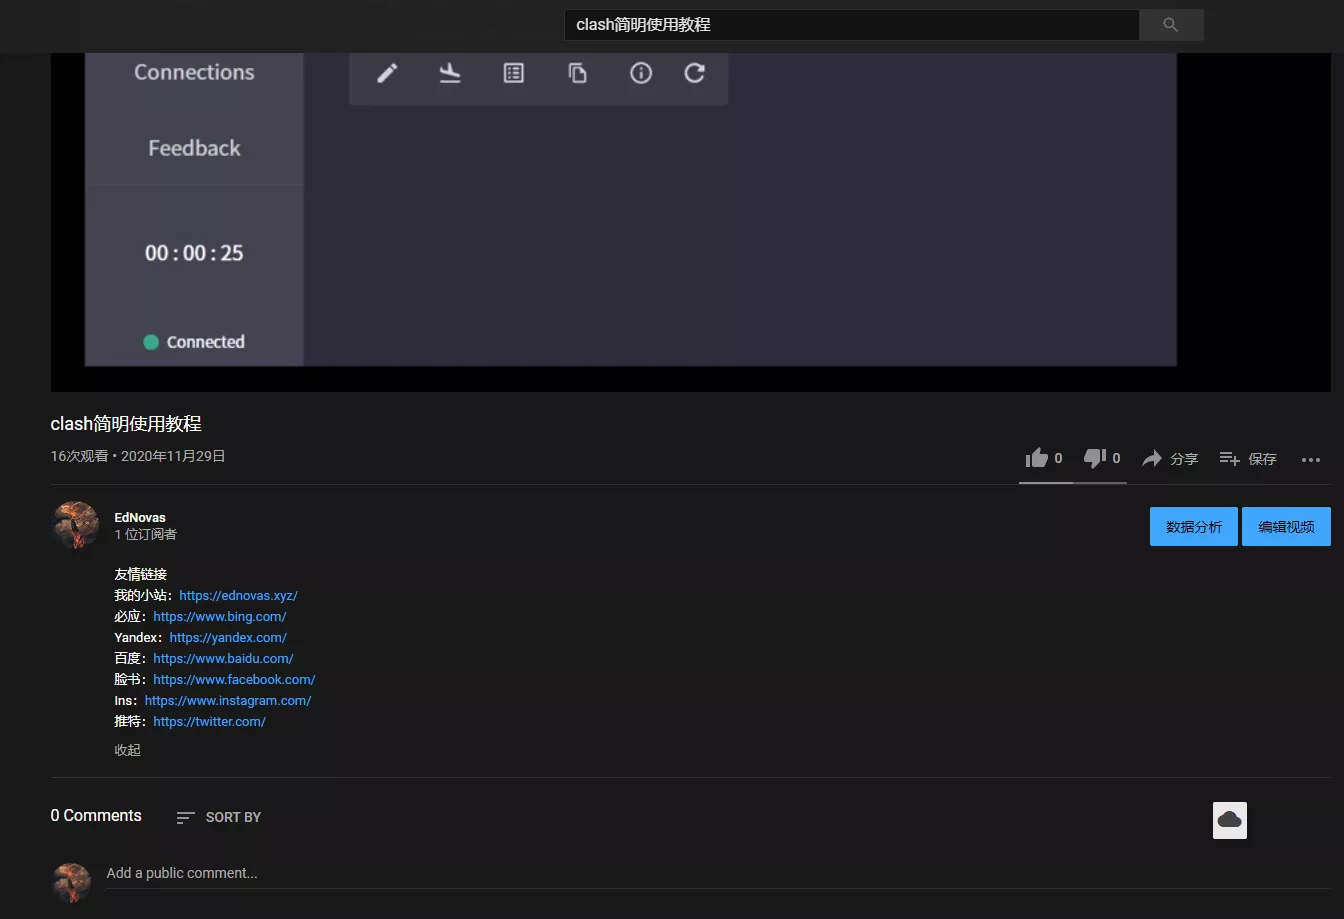 clash简明使用教程
Connections
Feedback
00 : 00 : 25
Connected
clash简明使用教程
16次观看 • 2020年11月29日
0 0 分享 保存
EdNovas
1 位订阅者
数据分析 编辑视频
友情链接
我的小站：https://ednovas.xyz/
必应：https://www.bing.com/
Yandex：https://yandex.com/
百度：https://www.baidu.com/
脸书：https://www.facebook.com/
Ins：https://www.instagram.com/
推特：https://twitter.com/
收起
0 Comments SORT BY
Add a public comment...